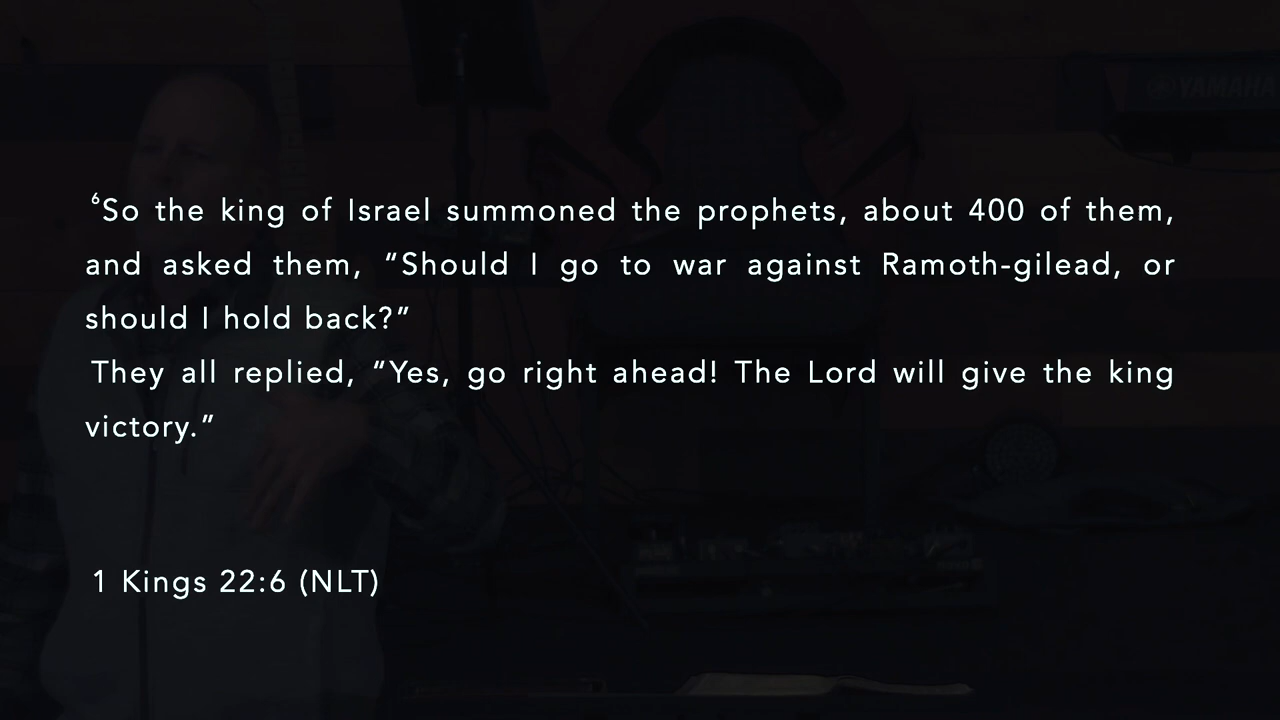 ⁶So the king of Israel summoned the prophets, about 400 of them,
and asked them, “Should I go to war against Ramoth-gilead, or
should I hold back?”
They all replied, “Yes, go right ahead! The Lord will give the king
victory.”
1 Kings 22:6 (NLT)
YAMAHA